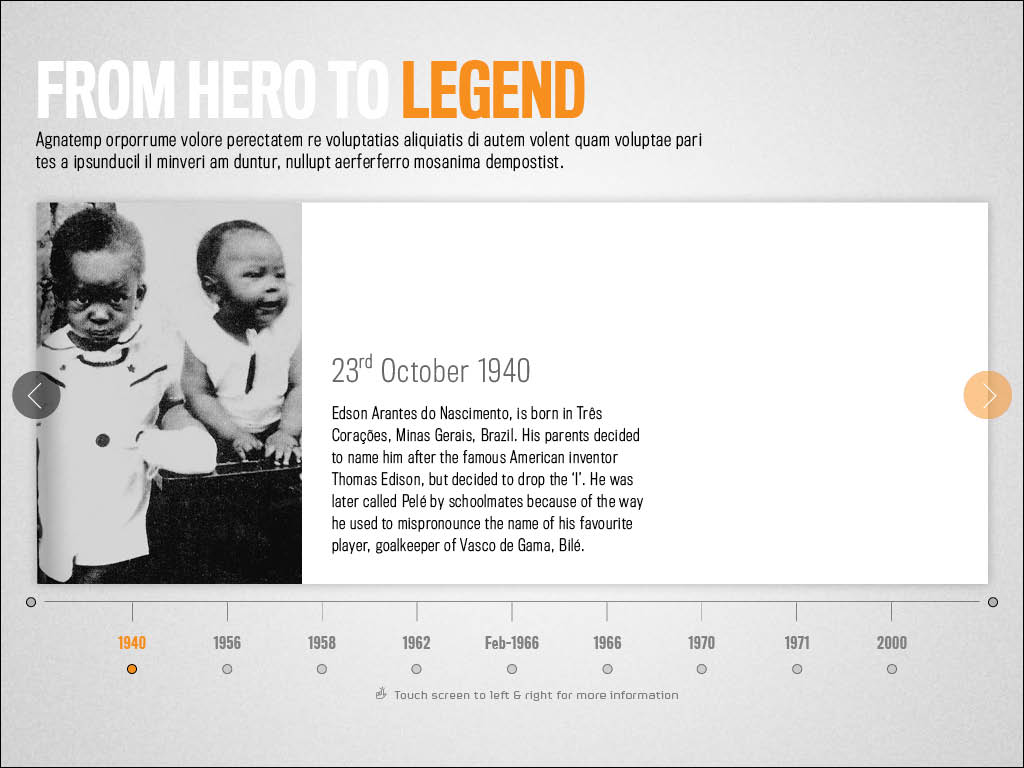 FROM HERO TO LEGEND
Agnatemp orporrume volore perectatem re voluptatias aliquiatis di autem volent quam voluptae pari
tes a ipsunducil il minveri am duntur, nullupt aerferferro mosanima dempostist.
23rd October 1940
Edson Arantes do Nascimento, is born in Três
Corações, Minas Gerais, Brazil. His parents decided
to name him after the famous American inventor
Thomas Edison, but decided to drop the ‘I’. He was
later called Pelé by schoolmates because of the way
he used to mispronounce the name of his favourite
player, goalkeeper of Vasco de Gama, Bilé.
1940 1956 1958 1962 Feb-1966 1966 1970 1971 2000
Touch screen to left & right for more information